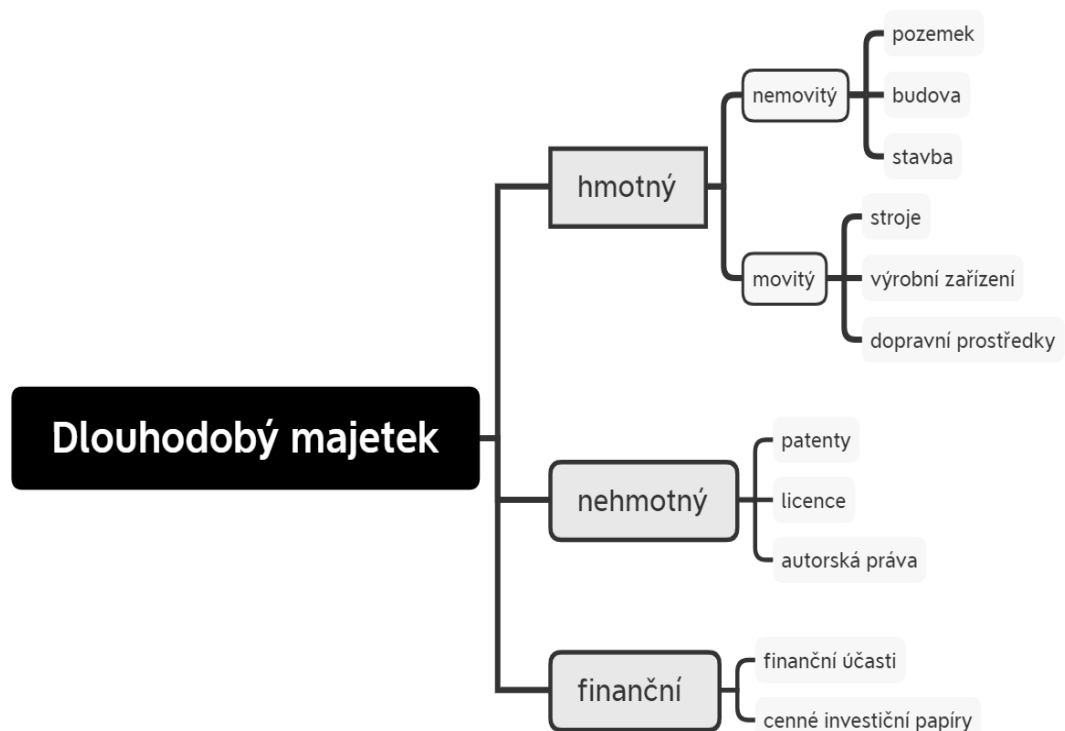 Dlouhodobý majetek
hmotný
nemovitý
pozemek
budova
stavba
movitý
stroje
výrobní zařízení
dopravní prostředky
nehmotný
patenty
licence
autorská práva
finanční
finanční účasti
cenné investiční papíry